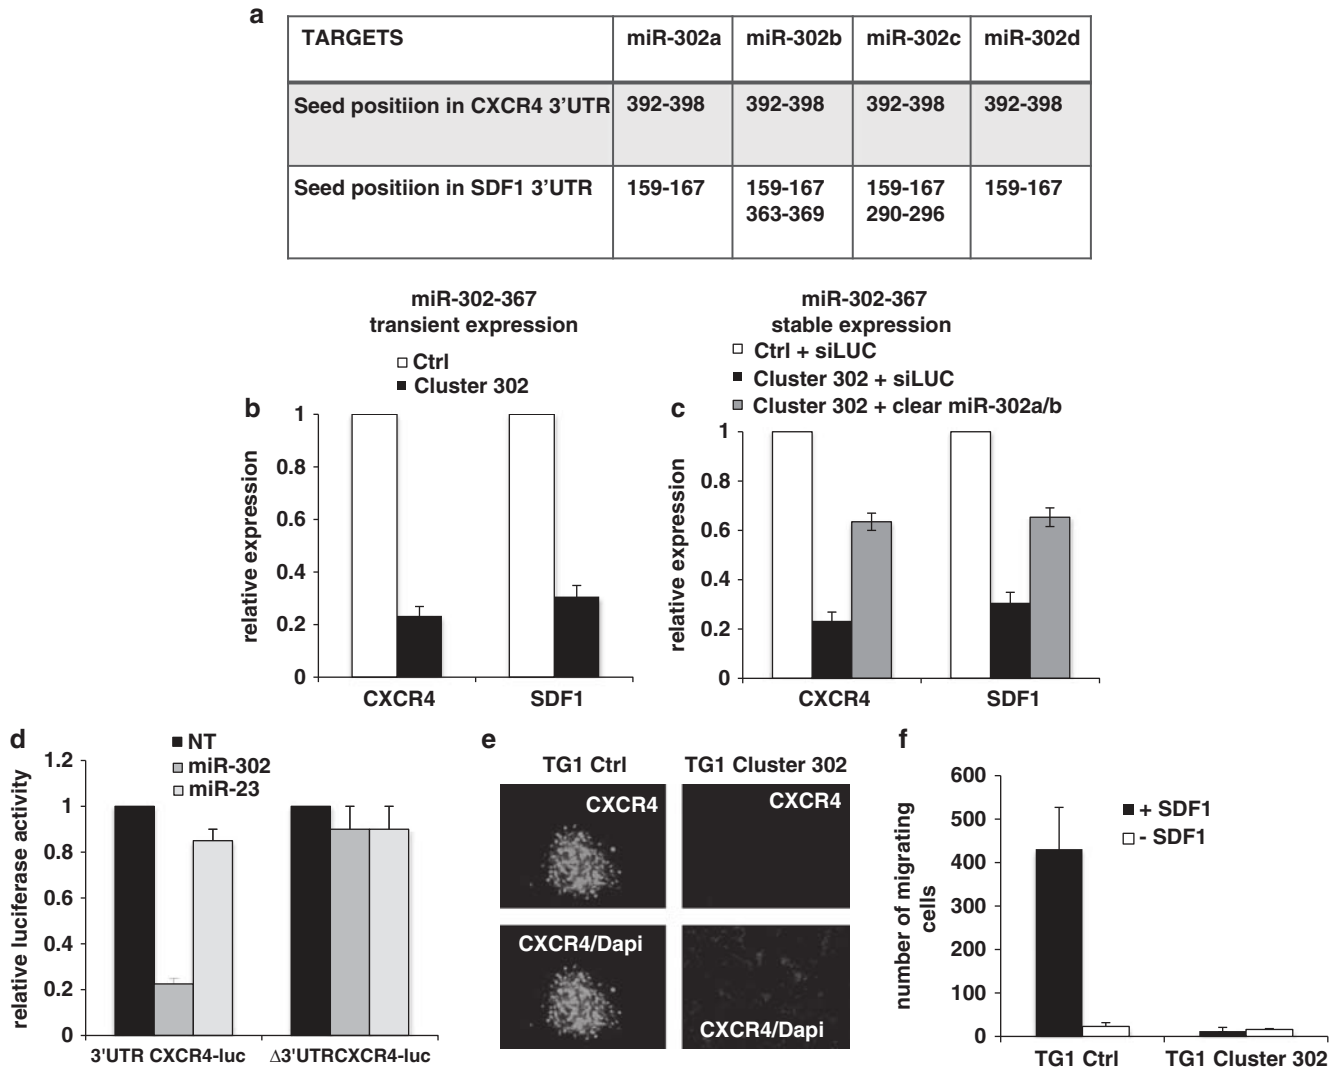 a
TARGETS miR-302a miR-302b miR-302c miR-302d
Seed positiion in CXCR4 3'UTR 392-398 392-398 392-398 392-398
Seed positiion in SDF1 3'UTR 159-167 159-167 159-167 159-167
363-369 290-296
miR-302-367
transient expression
Ctrl
Cluster 302
b
relative expression
1
0.8
0.6
0.4
0.2
0
CXCR4 SDF1
miR-302-367
stable expression
Ctrl + siLUC
Cluster 302 + siLUC
Cluster 302 + clear miR-302a/b
c
relative expression
1
0.8
0.6
0.4
0.2
0
CXCR4 SDF1
d
NT
miR-302
miR-23
relative luciferase activity
1.2
1
0.8
0.6
0.4
0.2
0
3'UTR CXCR4-luc Δ3'UTRCXCR4-luc
e
TG1 Ctrl TG1 Cluster 302
CXCR4 CXCR4
CXCR4/Dapi CXCR4/Dapi
f
number of migrating
cells
600
500
400
300
200
100
0
+ SDF1
- SDF1
TG1 Ctrl TG1 Cluster 302